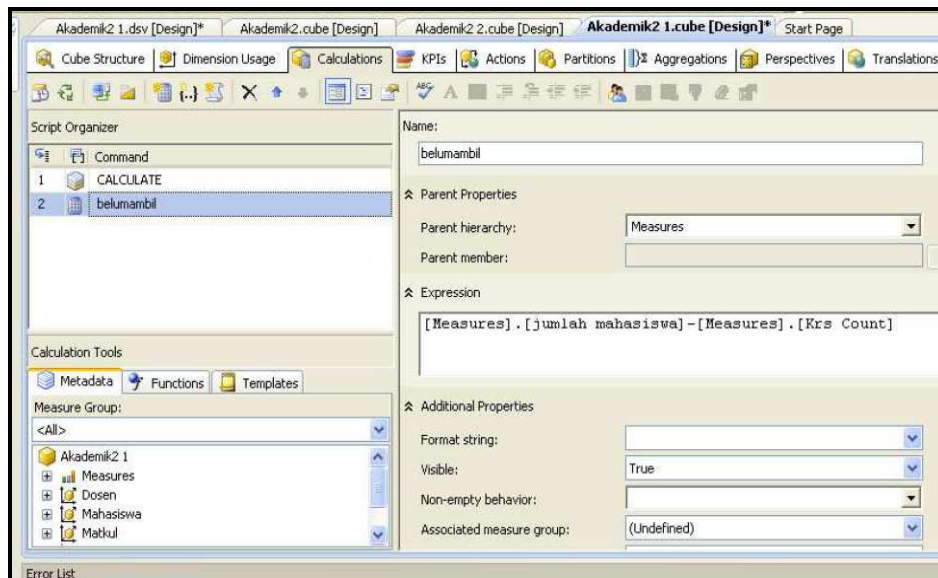 Akademik2 1.dsv [Design]* Akademik2.cube [Design] Akademik2 2.cube [Design] Akademik2 1.cube [Design]* Start Page
Cube Structure Dimension Usage Calculations KPIs Actions Partitions Aggregations Perspectives Translations
Script Organizer
Command
1 CALCULATE
2 belumambil
Calculation Tools
Metadata Functions Templates
Measure Group:
<All>
Akademik2 1
Measures
Dosen
Mahasiswa
Matkul
Name:
belumambil
Parent Properties
Parent hierarchy: Measures
Parent member:
Expression
[Measures].[jumlah mahasiswa]-[Measures].[Krs Count]
Additional Properties
Format string:
Visible: True
Non-empty behavior:
Associated measure group: (Undefined)
Error List